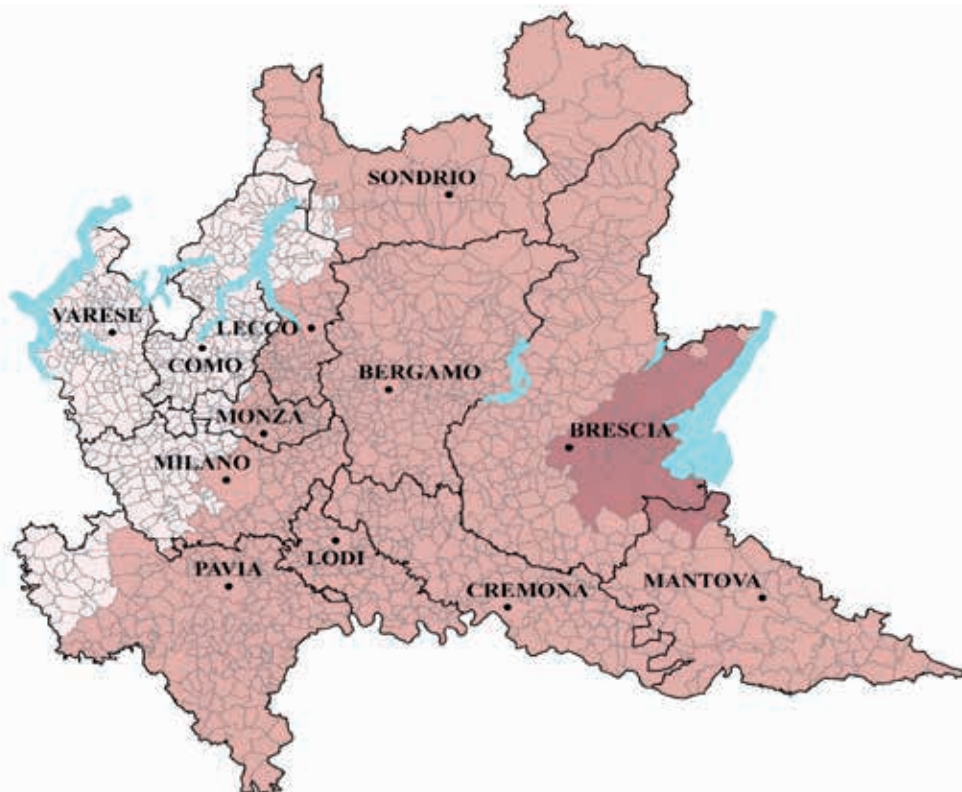 SONDRIO
VARESE
LECCO
COMO
BERGAMO
MONZA
BRESCIA
MILANO
LODI
PAVIA
CREMONA
MANTOVA